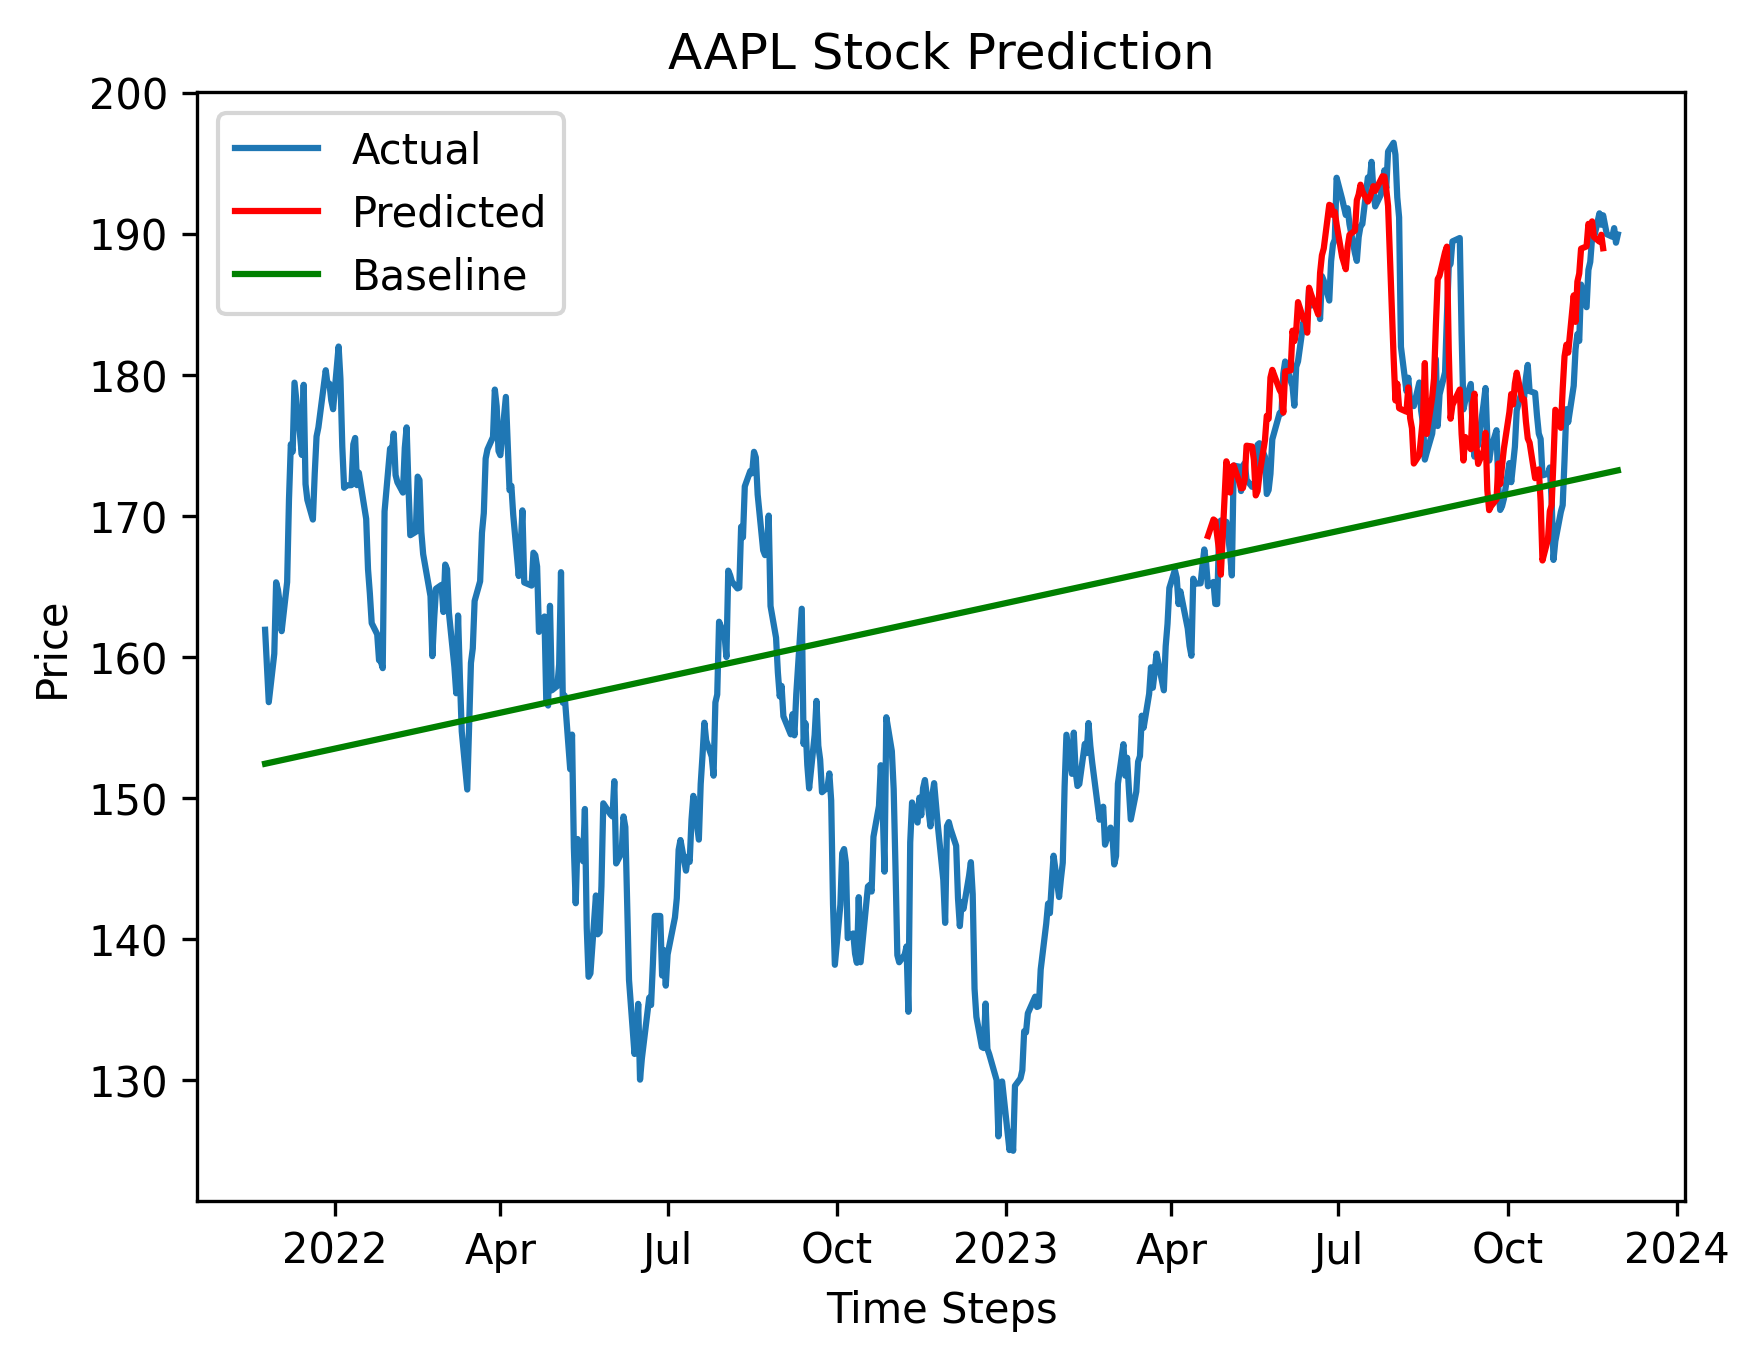 AAPL Stock Prediction
Actual
Predicted
Baseline
200
190
180
170
160
150
140
130
Price
2022 Apr Jul Oct 2023 Apr Jul Oct 2024
Time Steps